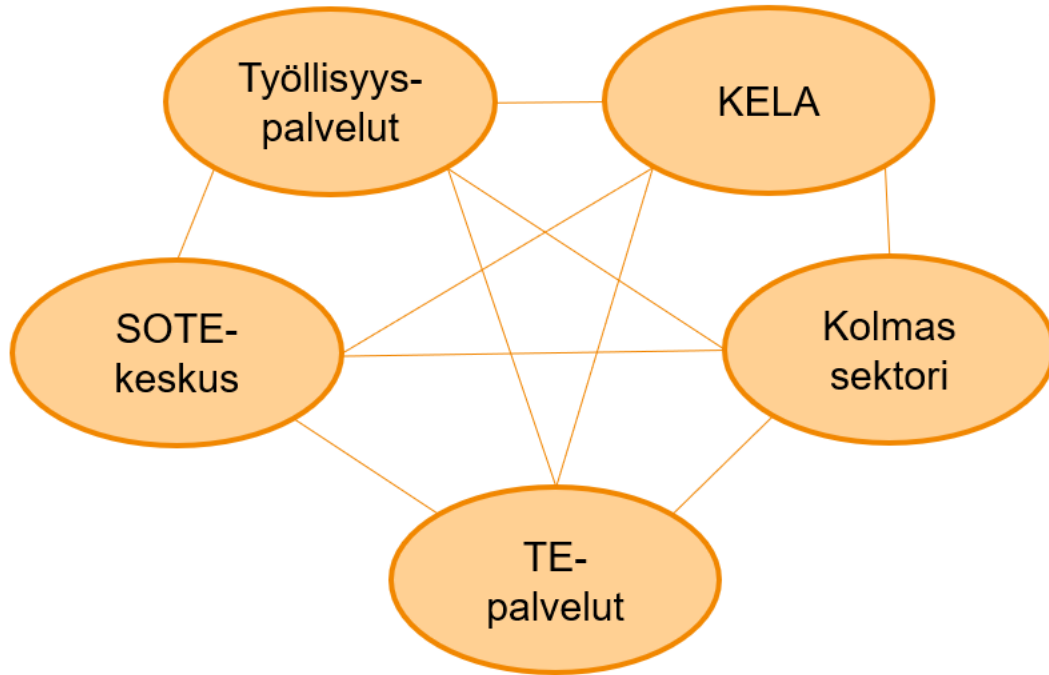 Työllisyys-
palvelut
KELA
SOTE-
keskus
Kolmas
sektori
TE-
palvelut